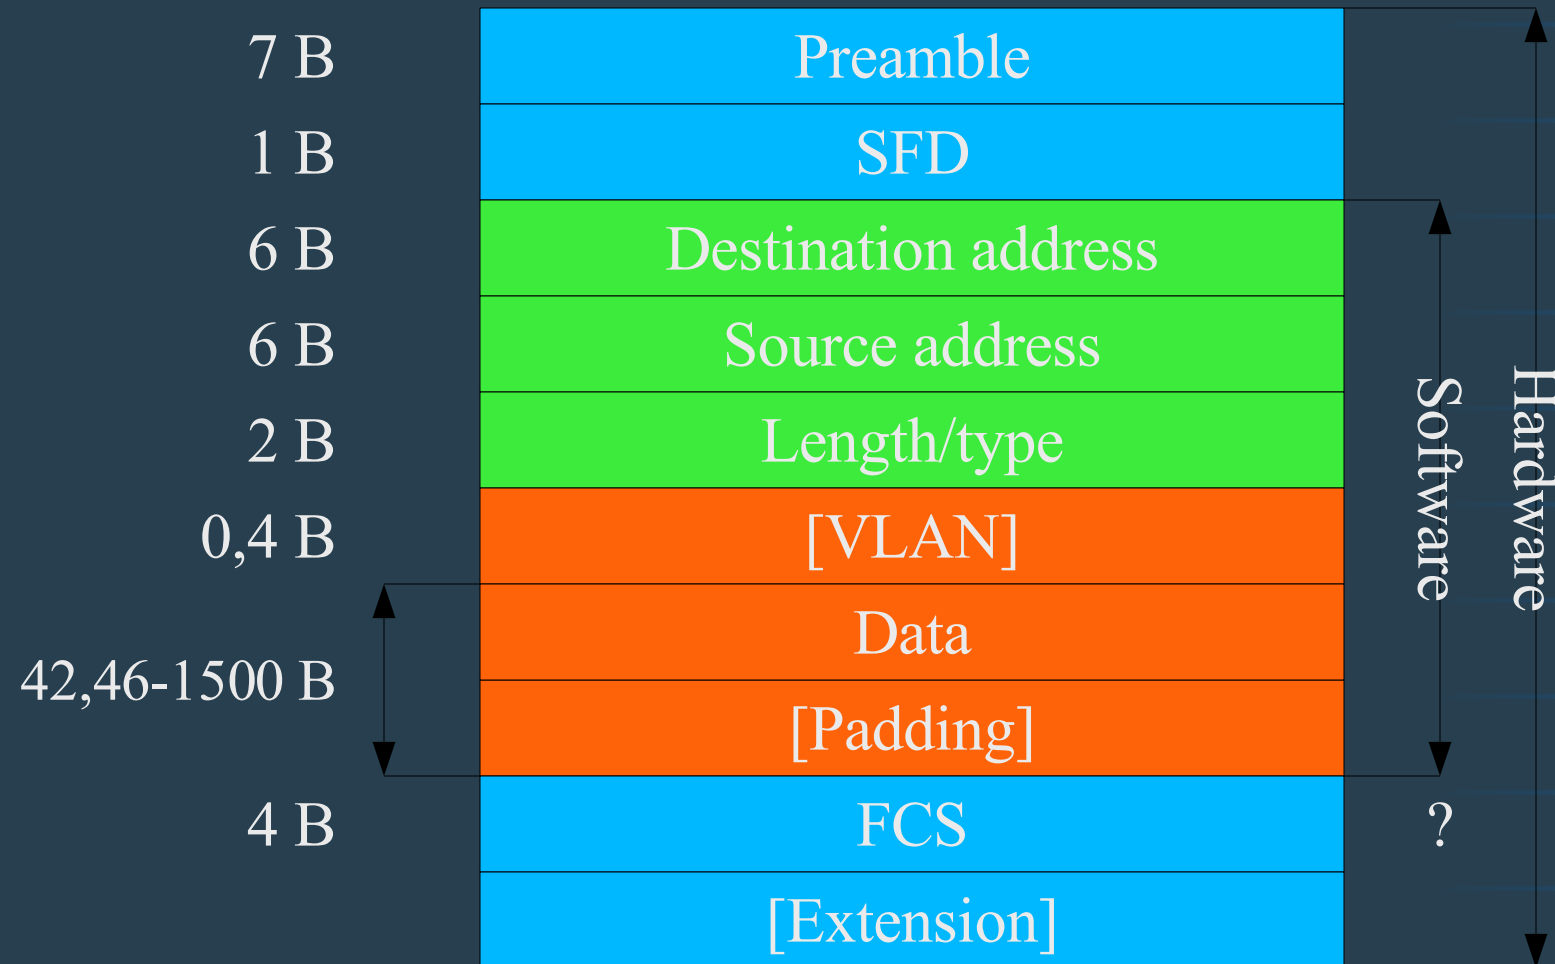 7 B Preamble
1 B SFD
6 B Destination address
6 B Source address
2 B Length/type
0,4 B [VLAN]
Data
42,46-1500 B
[Padding]
4 B FCS ?
[Extension]
Software
Hardware